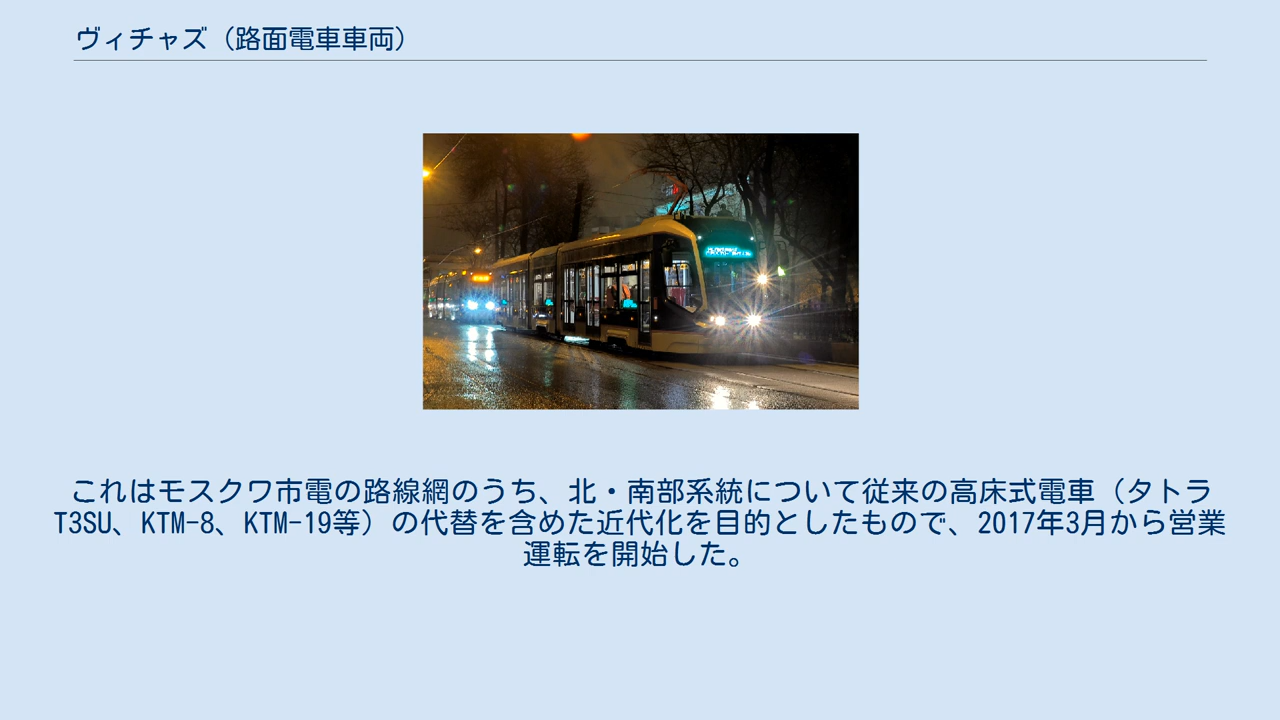 ヴィチャズ（路面電車車両）
これはモスクワ市電の路線網のうち、北・南部系統について従来の高床式電車（タトラ
T3SU、KTM-8、KTM-19等）の代替を含めた近代化を目的としたもので、2017年3月から営業
運転を開始した。